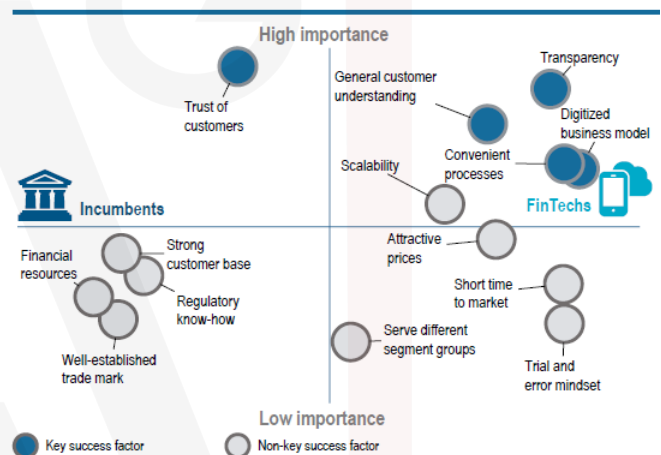 High importance
Transparency
General customer
understanding
Trust of
customers
Digitized
business model
Convenient
processes
Scalability
Incumbents
FinTechs
Attractive
prices
Strong
customer base
Financial
resources
Regulatory
know-how
Short time
to market
Serve different
segment groups
Well-established
trade mark
Trial and
error mindset
Low importance
Key success factor
Non-key success factor